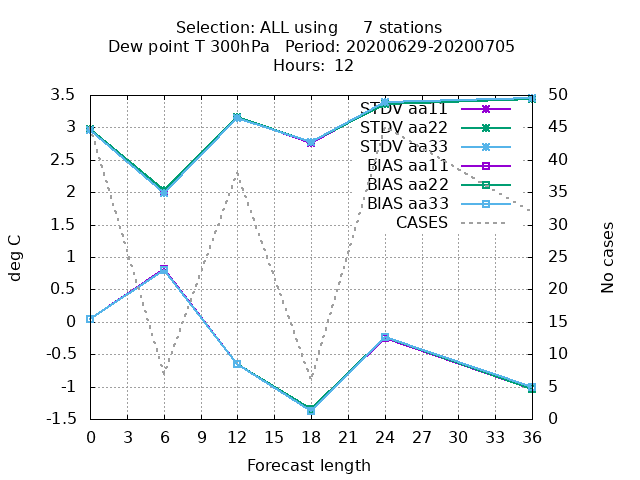 Selection: ALL using 7 stations
Dew point T 300hPa Period: 20200629-20200705
Hours: 12
3.5
3
2.5
2
1.5
1
0.5
0
-0.5
-1
-1.5
deg C
50
45
40
35
30
25
20
15
10
5
0
No cases
STDV aa11
STDV aa22
STDV aa33
BIAS aa11
BIAS aa22
BIAS aa33
CASES
0 3 6 9 12 15 18 21 24 27 30 33 36
Forecast length